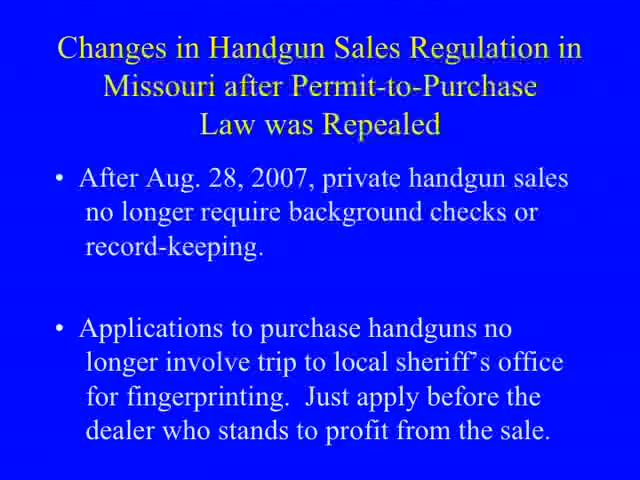 Changes in Handgun Sales Regulation in
Missouri after Permit-to-Purchase
Law was Repealed
• After Aug. 28, 2007, private handgun sales
no longer require background checks or
record-keeping.
• Applications to purchase handguns no
longer involve trip to local sheriff’s office
for fingerprinting.  Just apply before the
dealer who stands to profit from the sale.